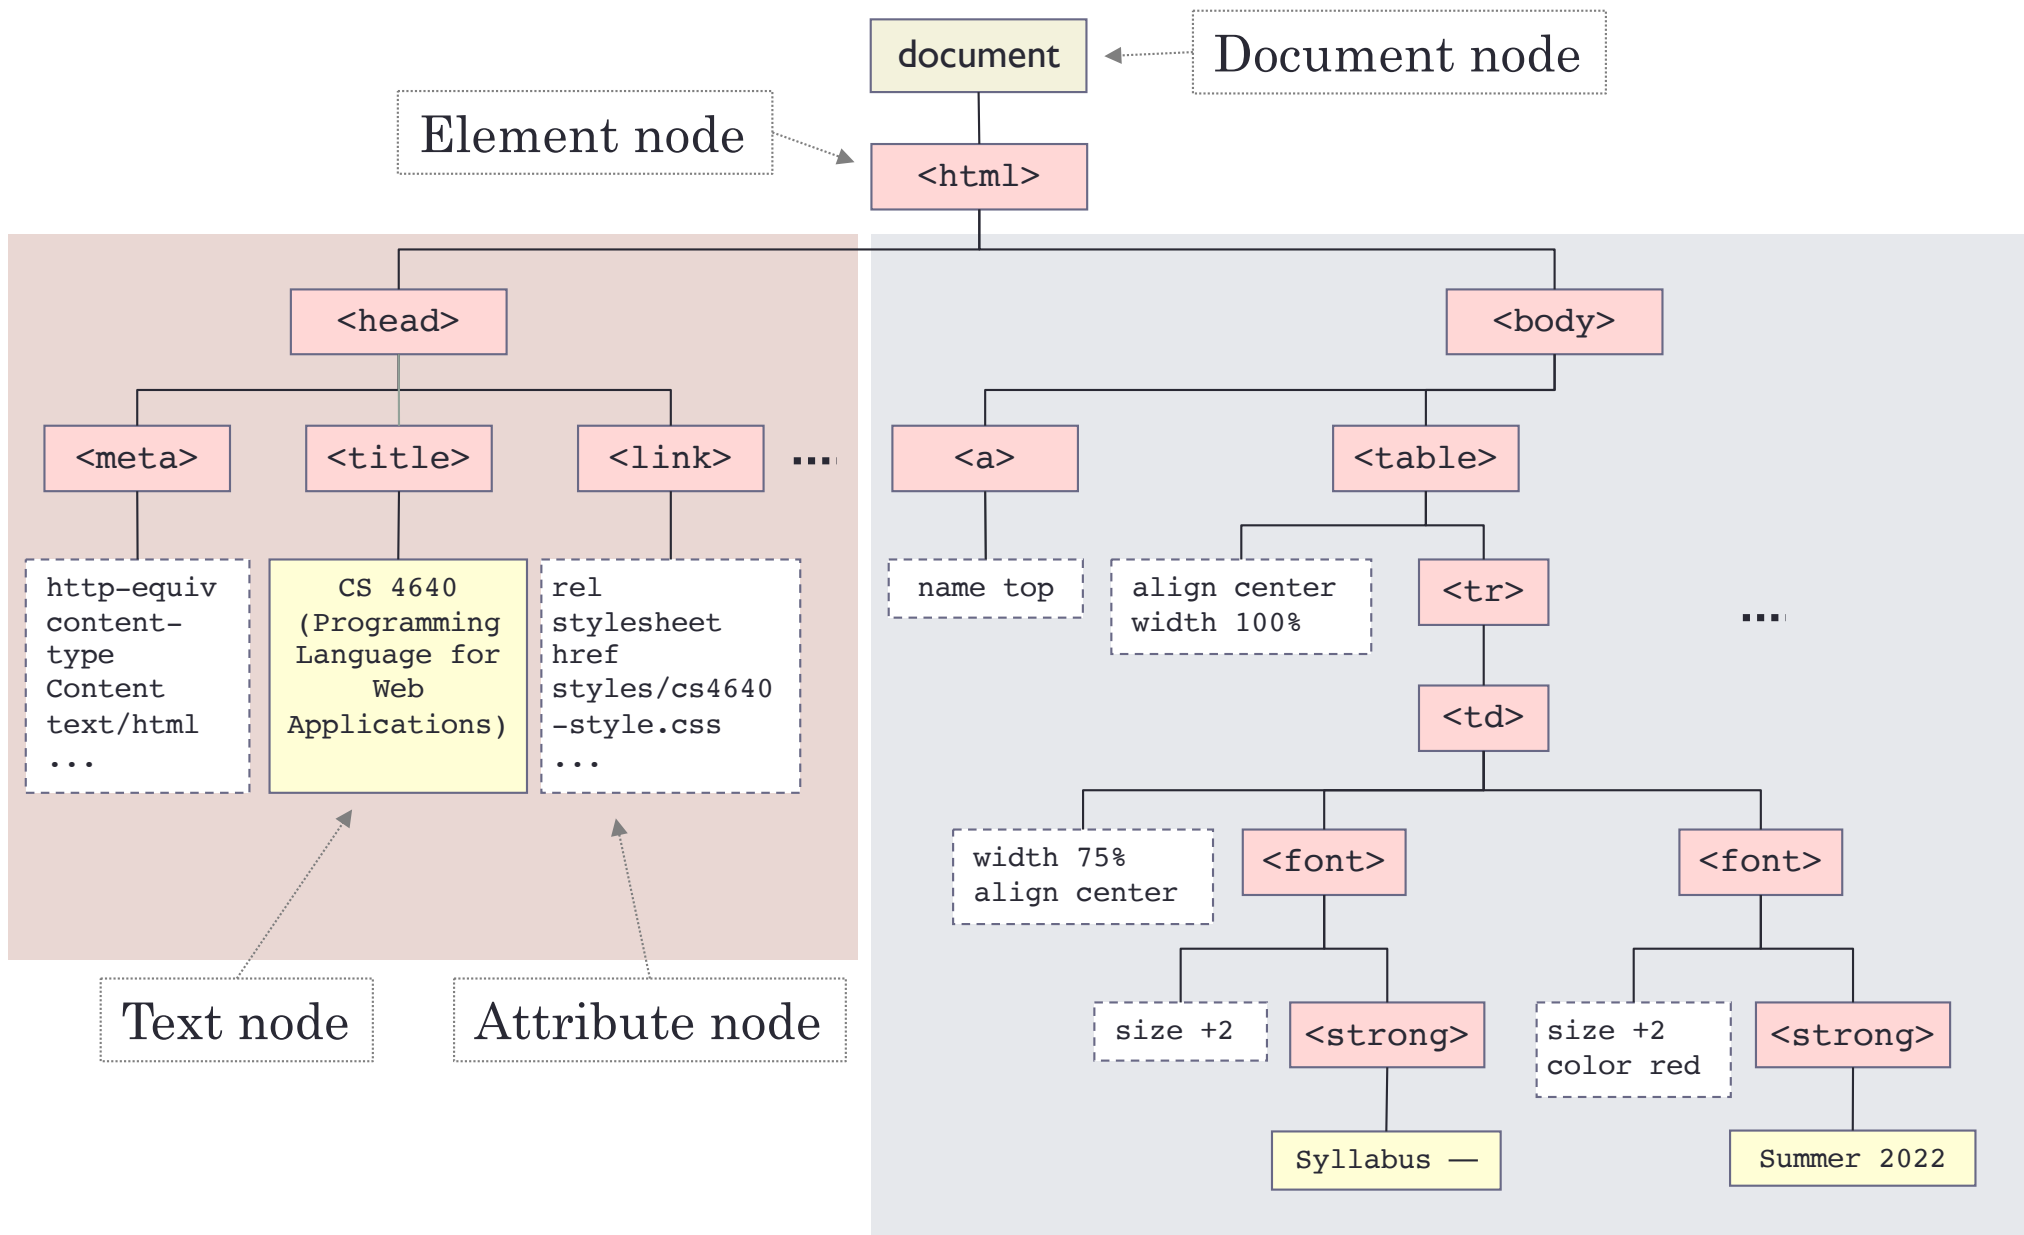 document
Document node
Element node
<html>
<head>
<body>
<meta>
<title>
<link>
....
<a>
<table>
http-equiv
content-
type
Content
text/html
...
CS 4640
(Programming
Language for
Web
Applications)
rel
stylesheet
href
styles/cs4640
-style.css
...
name top
align center
width 100%
<tr>
....
<td>
width 75%
align center
<font>
<font>
Text node
Attribute node
size +2
<strong>
size +2
color red
<strong>
Syllabus —
Summer 2022